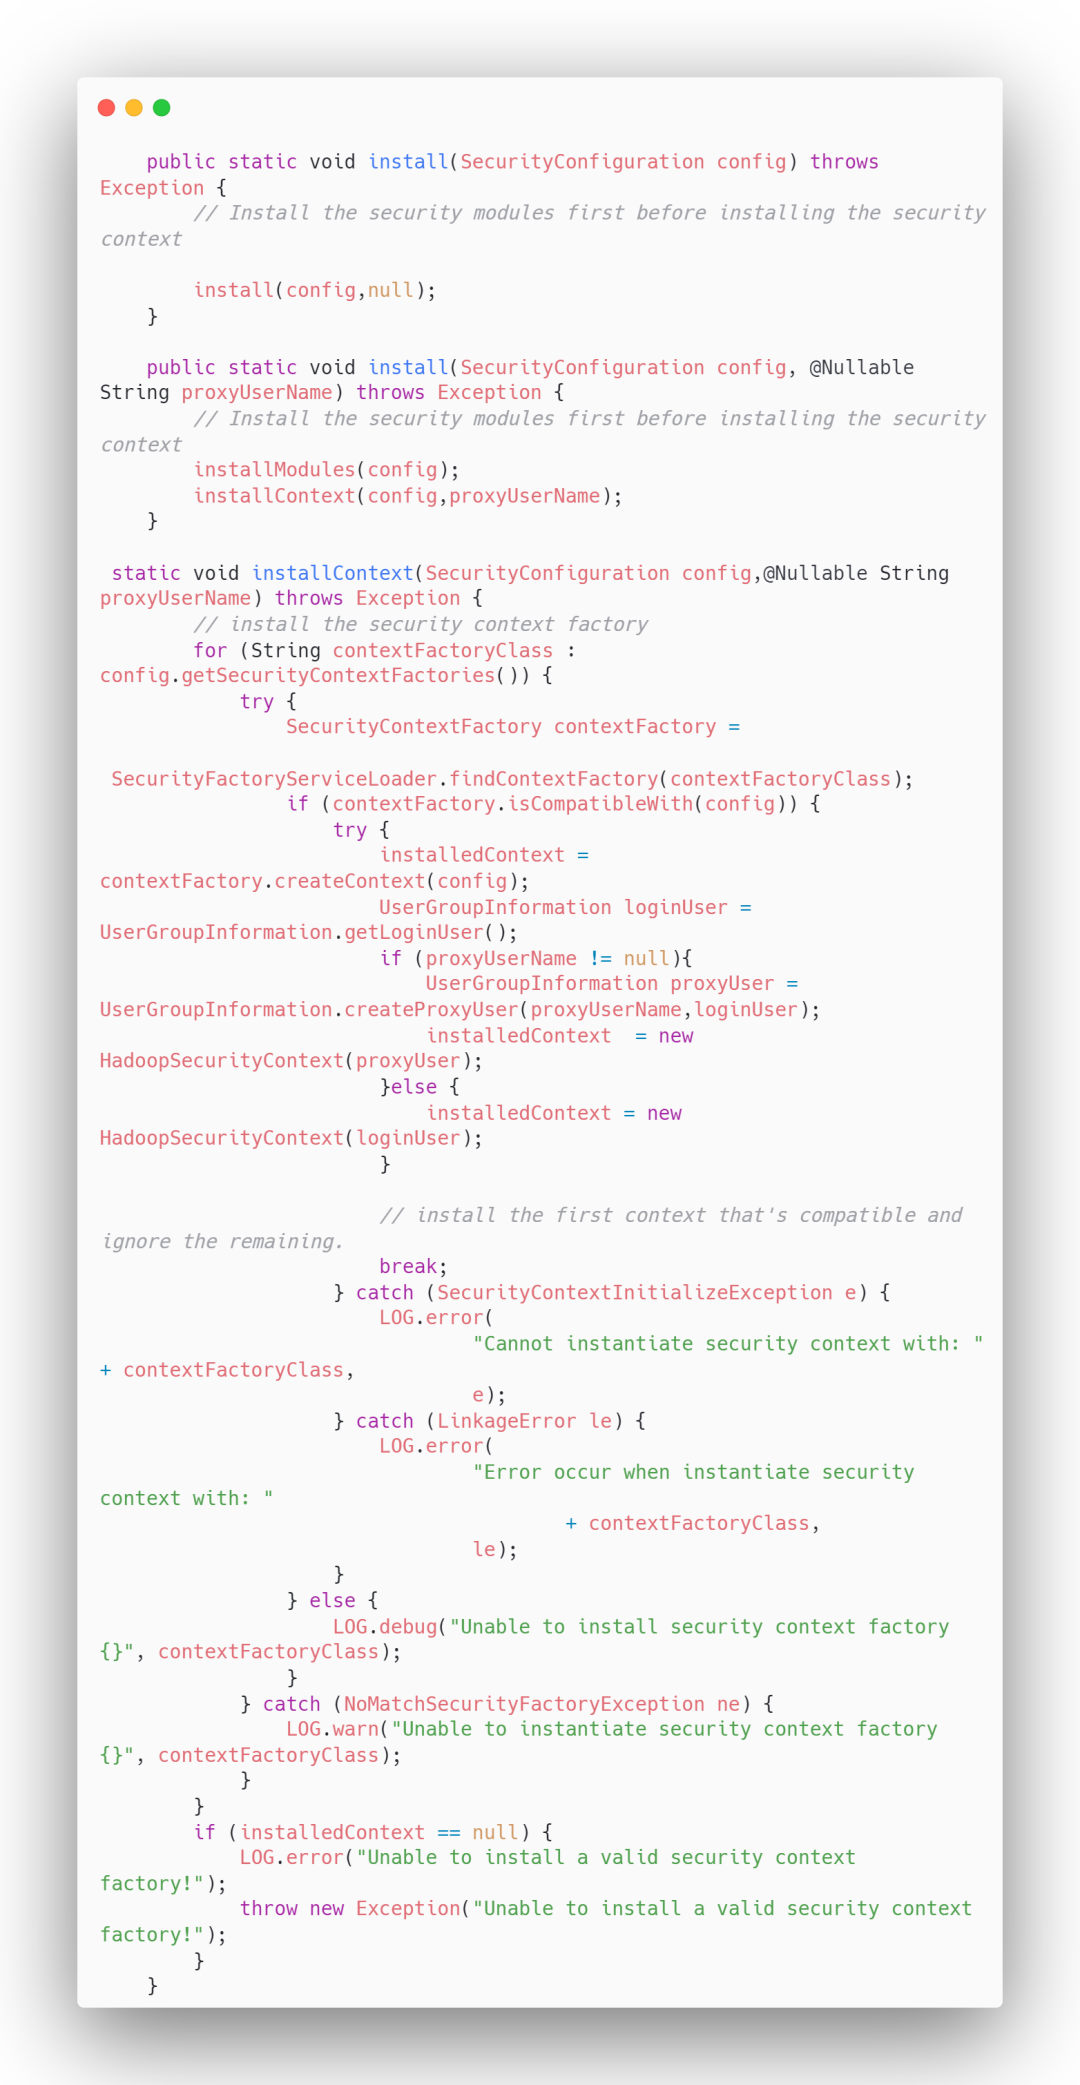 public static void install(SecurityConfiguration config) throws
Exception {
        // Install the security modules first before installing the security
context

        install(config,null);
    }

    public static void install(SecurityConfiguration config, @Nullable
String proxyUserName) throws Exception {
        // Install the security modules first before installing the security
context
        installModules(config);
        installContext(config,proxyUserName);
    }

 static void installContext(SecurityConfiguration config,@Nullable String
proxyUserName) throws Exception {
        // install the security context factory
        for (String contextFactoryClass :
config.getSecurityContextFactories()) {
            try {
                SecurityContextFactory contextFactory =

 SecurityFactoryServiceLoader.findContextFactory(contextFactoryClass);
                if (contextFactory.isCompatibleWith(config)) {
                    try {
                        installedContext =
contextFactory.createContext(config);
                        UserGroupInformation loginUser =
UserGroupInformation.getLoginUser();
                        if (proxyUserName != null){
                            UserGroupInformation proxyUser =
UserGroupInformation.createProxyUser(proxyUserName,loginUser);
                            installedContext  = new
HadoopSecurityContext(proxyUser);
                        }else {
                            installedContext = new
HadoopSecurityContext(loginUser);
                        }

                        // install the first context that's compatible and
ignore the remaining.
                        break;
                    } catch (SecurityContextInitializeException e) {
                        LOG.error(
                                "Cannot instantiate security context with: "
+ contextFactoryClass,
                                e);
                    } catch (LinkageError le) {
                        LOG.error(
                                "Error occur when instantiate security
context with: "
                                        + contextFactoryClass,
                                le);
                    }
                } else {
                    LOG.debug("Unable to install security context factory
{}", contextFactoryClass);
                }
            } catch (NoMatchSecurityFactoryException ne) {
                LOG.warn("Unable to instantiate security context factory
{}", contextFactoryClass);
            }
        }
        if (installedContext == null) {
            LOG.error("Unable to install a valid security context
factory!");
            throw new Exception("Unable to install a valid security context
factory!");
        }
    }